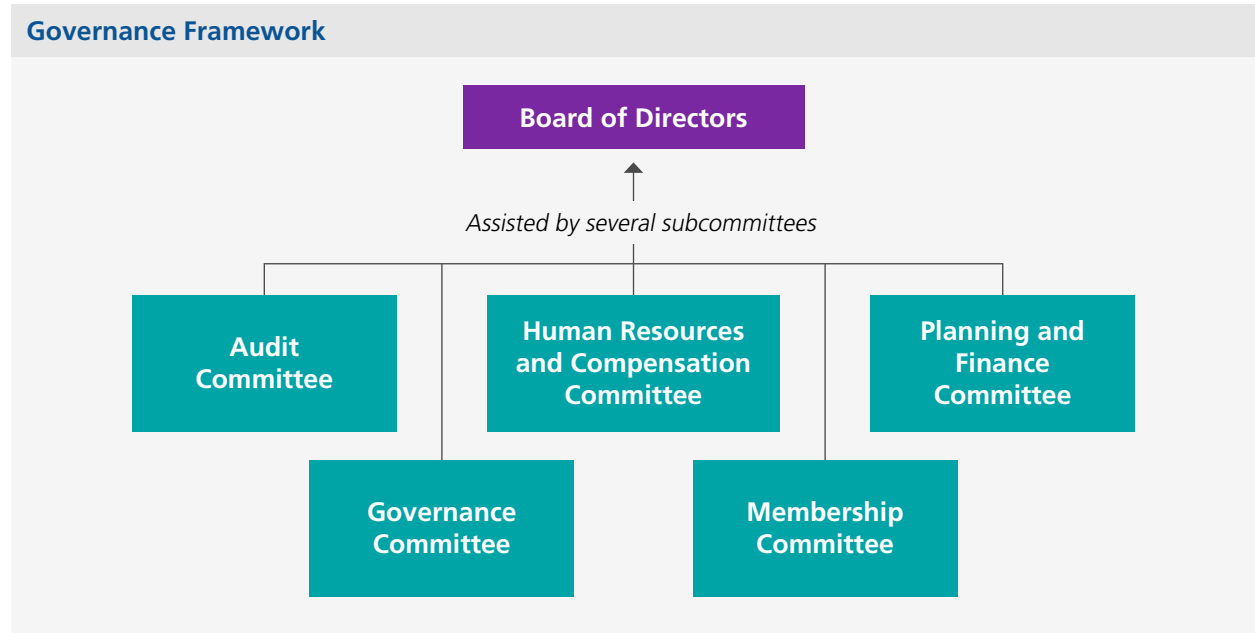 Governance Framework
Board of Directors
Assisted by several subcommittees
Audit
Committee
Human Resources
and Compensation
Committee
Planning and
Finance
Committee
Governance
Committee
Membership
Committee